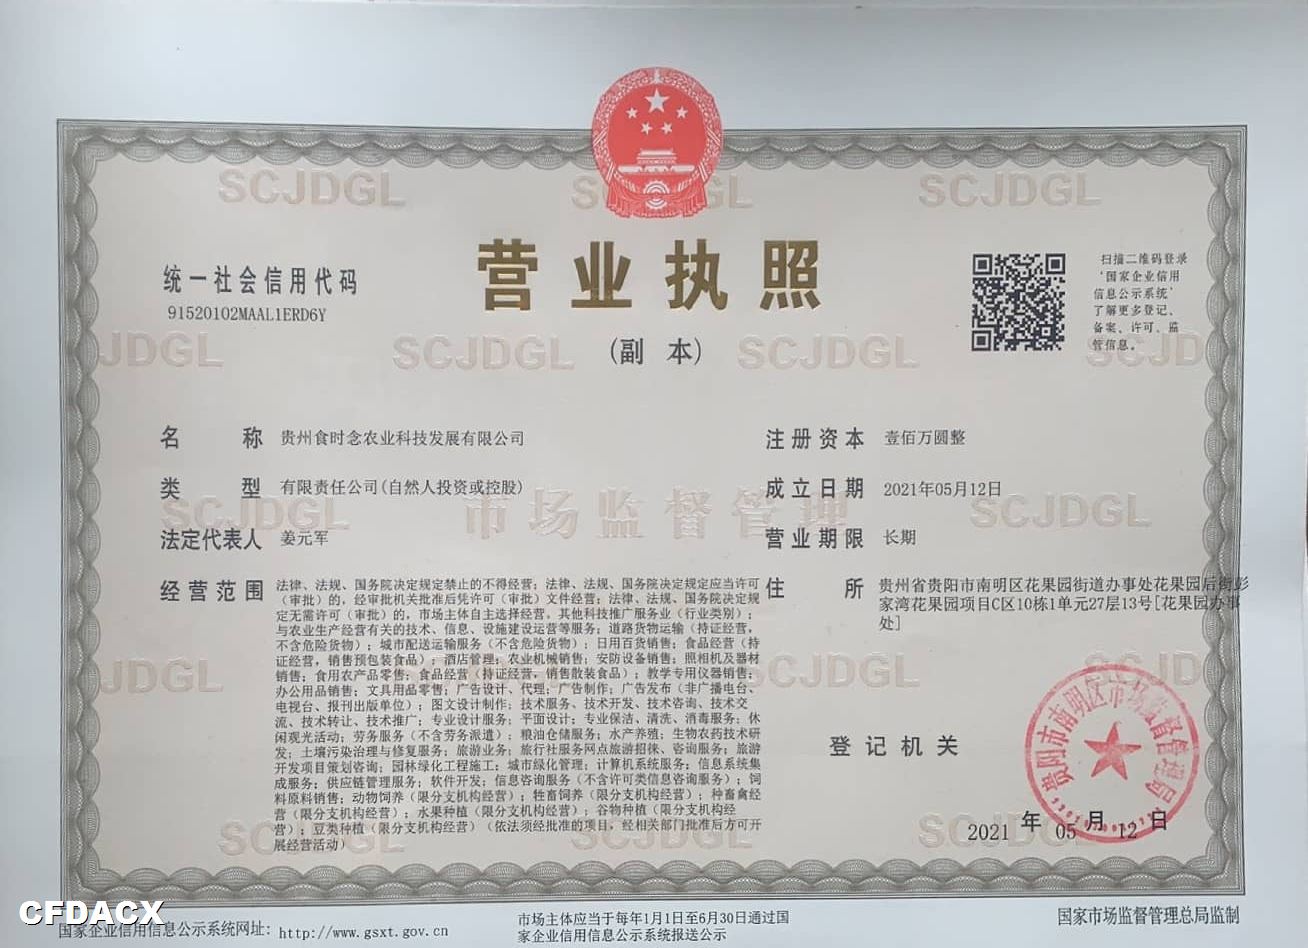 SCJDGL
SCJDGL
营业执照
(副 本)
统一社会信用代码
91520102MAAL1ERD6Y
扫描二维码登录
'国家企业信用
信息公示系统'
了解更多登记、
备案、许可、监
管信息。
JDGL
SCJDGL
SCJDGL
SCJD
名 称 贵州食时念农业科技发展有限公司
类 型 有限责任公司(自然人投资或控股)
法定代表人 姜元军
注册资本 壹佰万圆整
成立日期 2021年05月12日
营业期限 长期
SCJDGL
市场监督管理
SCJDGL
经营范围 法律、法规、国务院决定规定禁止的不得经营；法律、法规、国务院决定规定应当许可
（审批）的，经审批机关批准后凭许可（审批）文件经营；法律、法规、国务院决定规
定无需许可（审批）的，市场主体自主选择经营。其他科技推广服务业（行业类别）；
与农业生产经营有关的技术、信息、设施建设运营等服务；道路货物运输（持证经营，
不含危险货物）；城市配送运输服务（不含危险货物）；日用百货销售；食品经营（持
证经营，销售预包装食品）；酒店管理；农业机械销售；安防设备销售；照相机及器材
销售；食用农产品零售；食品经营（持证经营，销售散装食品）；教学专用仪器销售；
办公用品销售；文具用品零售；广告设计、代理；广告制作；广告发布（非广播电台、
电视台、报刊出版单位）；图文设计制作；技术服务、技术开发、技术咨询、技术交
流、技术转让、技术推广；专业设计服务；平面设计；专业保洁、清洗、消毒服务；休
闲观光活动；劳务服务（不含劳务派遣）；粮油仓储服务；水产养殖；生物农药技术研
发；土壤污染治理与修复服务；旅游业务；旅行社服务网点旅游招徕、咨询服务；旅游
开发项目策划咨询；园林绿化工程施工；城市绿化管理；计算机系统服务；信息系统集
成服务；供应链管理服务；软件开发；信息咨询服务（不含许可类信息咨询服务）；饲
料原料销售；动物饲养（限分支机构经营）；牲畜饲养（限分支机构经营）；种畜禽经
营（限分支机构经营）；水果种植（限分支机构经营）；谷物种植（限分支机构经
营）；豆类种植（限分支机构经营）（依法须经批准的项目，经相关部门批准后方可开
展经营活动）
住 所 贵州省贵阳市南明区花果园街道办事处花果园后街彭
家湾花果园项目C区10栋1单元27层13号[花果园办事
处]
JDGL
SCJDGL
SCJD
登记机关
贵阳市南明区市场监督管理局
2021 年 05 月 12 日
SCJDGL
SCJDGL
SCJDGL
CFDACX
国家企业信用信息公示系统网址：http://www.gsxt.gov.cn
市场主体应当于每年1月1日至6月30日通过国
家企业信用信息公示系统报送公示
国家市场监督管理总局监制